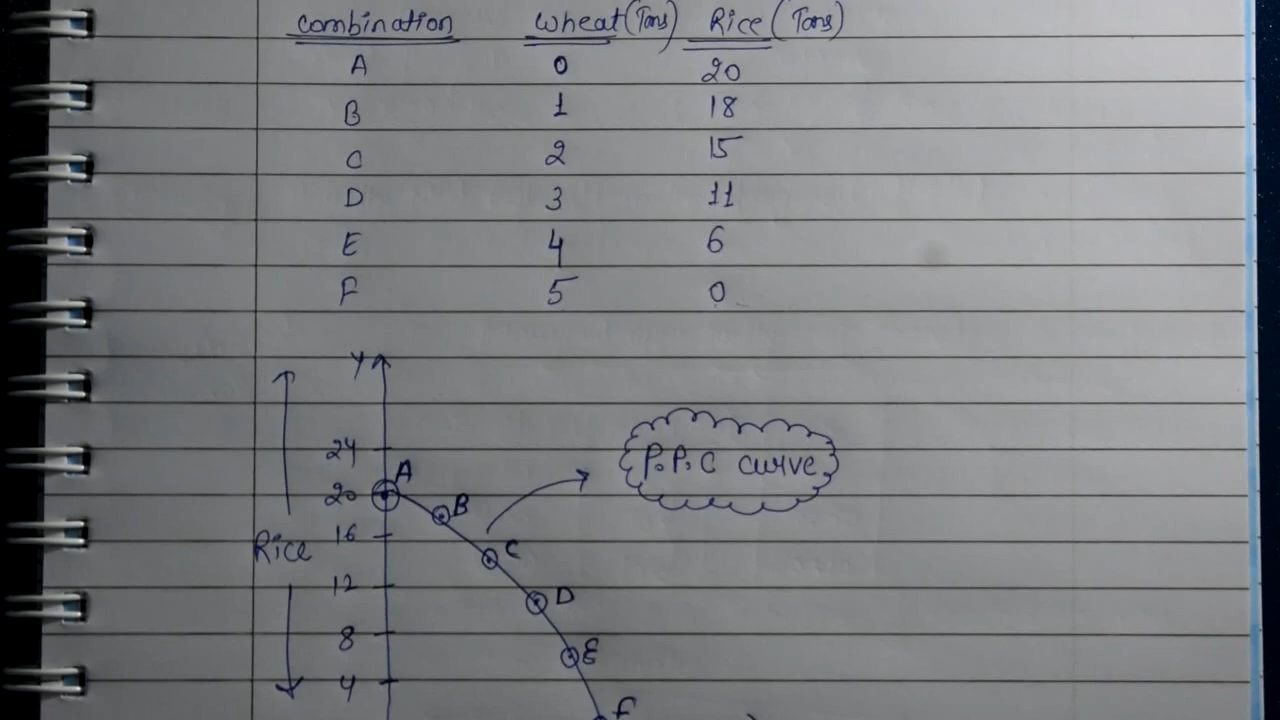 Combination Wheat (Tons) Rice (Tons)
A 0 20
B 1 18
C 2 15
D 3 11
E 4 6
F 5 0
Y
24
A
20
B
P.P.C curve
16
Rice
C
12
D
8
E
4
F